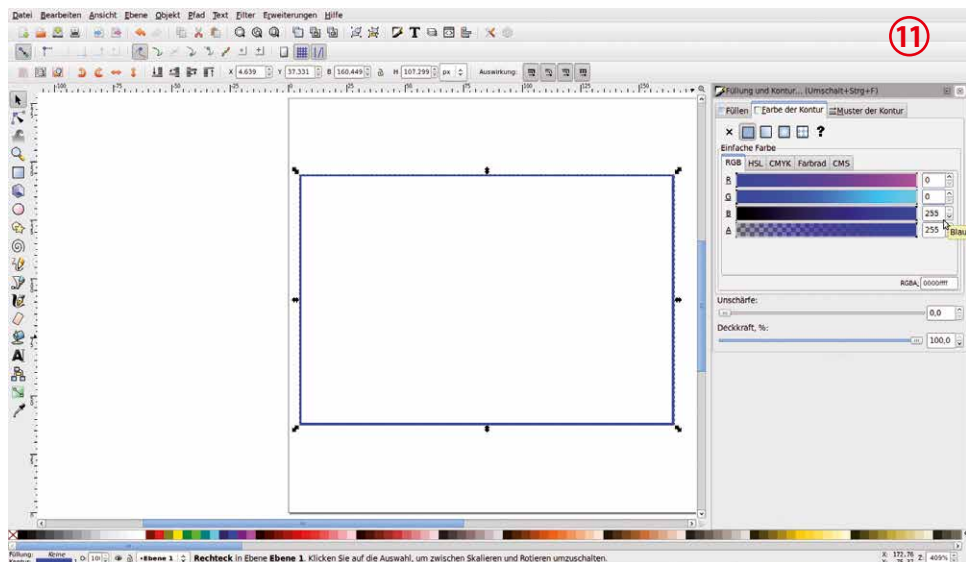 Datei Bearbeiten Ansicht Ebene Objekt Pfad Text Filter Erweiterungen Hilfe
11
X 4.639 Y 37.331 B 160.449 H 107.299 px Auswirkung:
Füllung und Kontur... (Umschalt+Strg+F)
Füllen Farbe der Kontur Muster der Kontur
?
Einfache Farbe
RGB HSL CMYK Farbrad CMS
R 0
G 0
B 255
A 255
Blau
RGBA: 0000ffff
Unschärfe:
0,0
Deckkraft, %:
100,0
Füllung: Keine
Kontur: O: 100 Ebene 1 Rechteck in Ebene Ebene 1. Klicken Sie auf die Auswahl, um zwischen Skalieren und Rotieren umzuschalten.
X: 172.76
Z: 409%